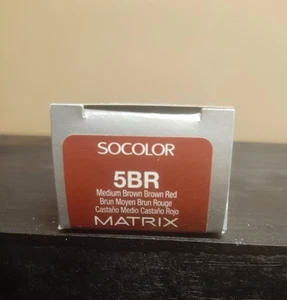 SOCOLOR
5BR
Medium Brown Brown Red
Brun Moyen Brun Rouge
Castaño Medio Castaño Rojo
MATRIX